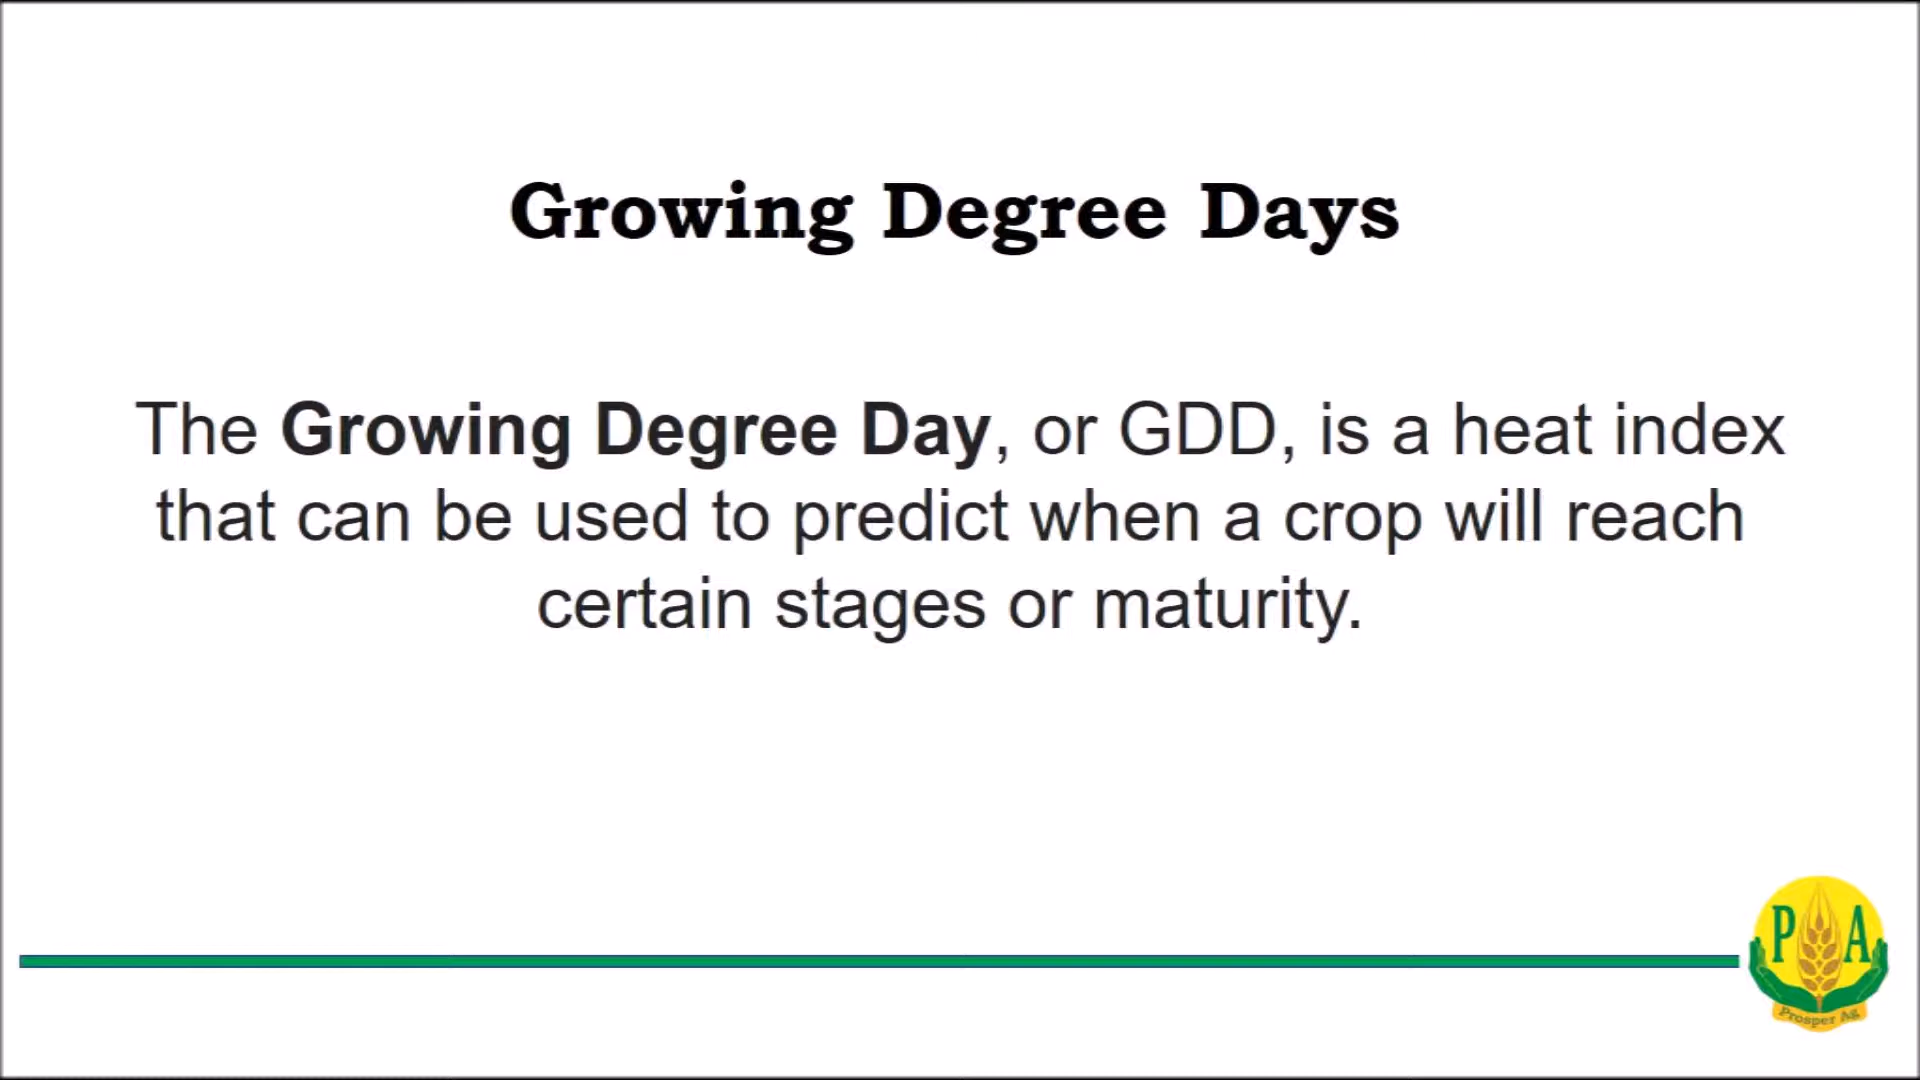 Growing Degree Days
The Growing Degree Day, or GDD, is a heat index
that can be used to predict when a crop will reach
certain stages or maturity.
P A
Prosper Ag